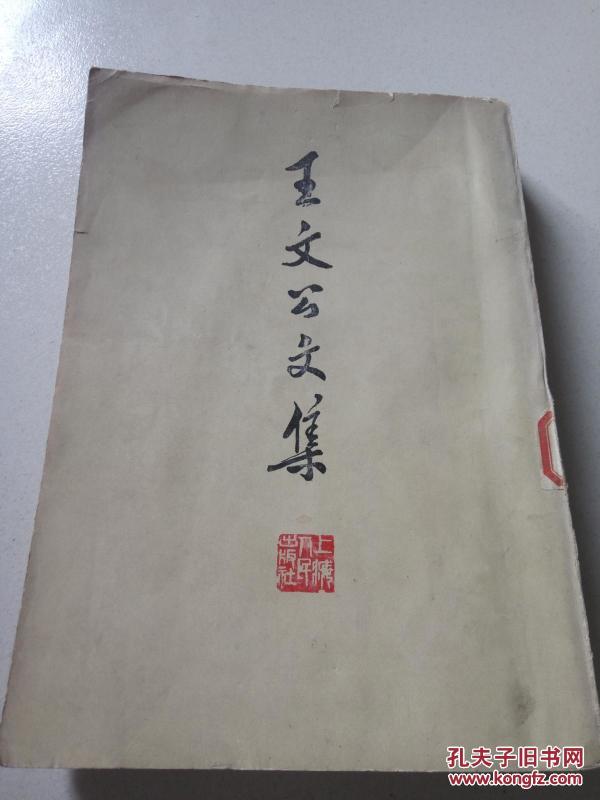 王文公文集
上海
人民
出版社
孔夫子旧书网
www.kongfz.com